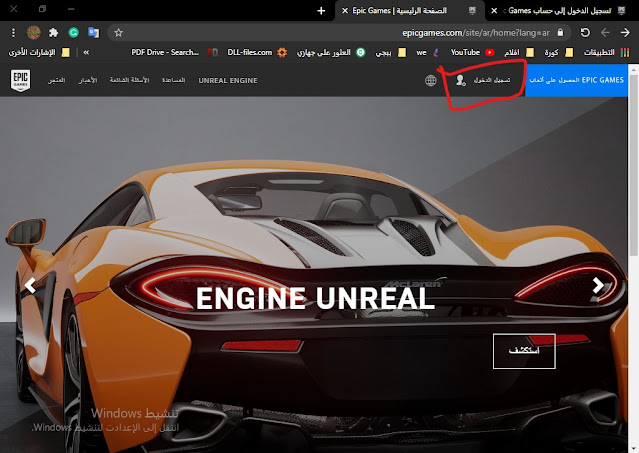 تسجيل الدخول إلى حساب Games
الصفحة الرئيسية | Epic Games
epicgames.com/site/ar/home?lang=ar
التطبيقات
كورة
افلام
YouTube
we
ببجي
العثور على جهازي
DLL-files.com
PDF Drive - Search...
الإشارات الأخرى
EPIC GAMES الحصول على ألعاب
تسجيل الدخول
UNREAL ENGINE
المساعدة
الأسئلة الشائعة
الأخبار
المتجر
EPIC
GAMES
McLaren
ENGINE UNREAL
استكشف
تنشيط Windows
انتقل إلى الإعدادات لتنشيط Windows.